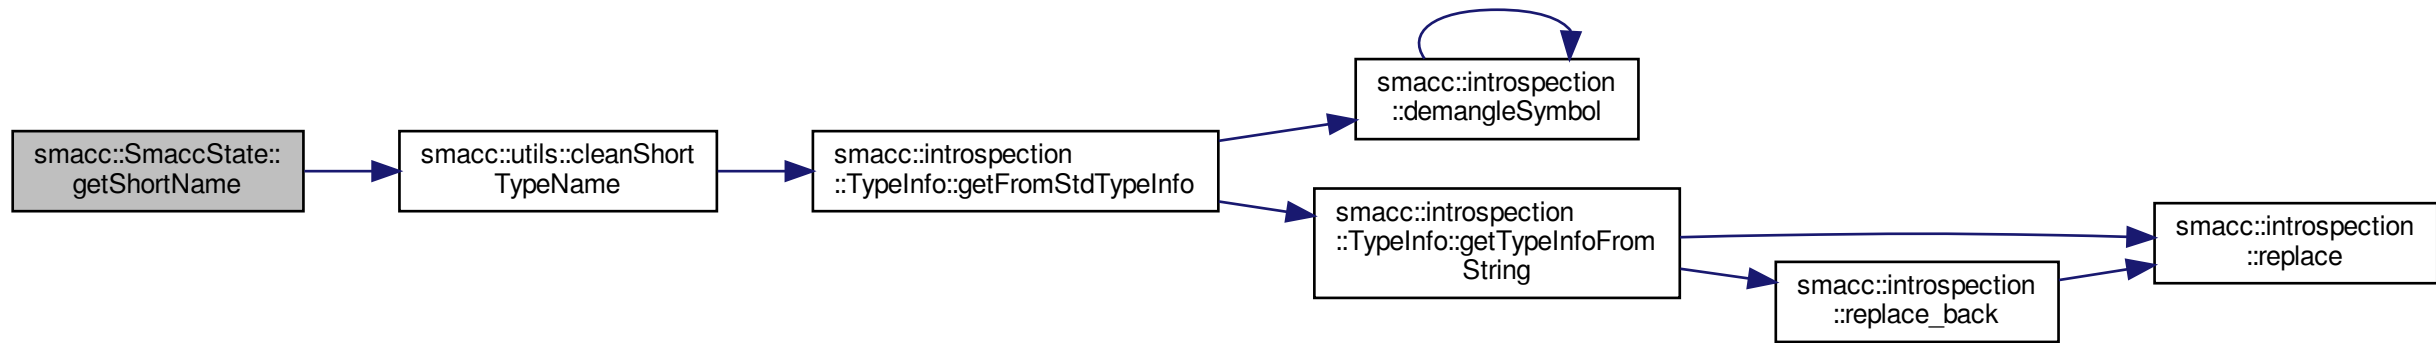 smacc::SmaccState::
getShortName
smacc::utils::cleanShort
TypeName
smacc::introspection
::TypeInfo::getFromStdTypeInfo
smacc::introspection
::demangleSymbol
smacc::introspection
::TypeInfo::getTypeInfoFrom
String
smacc::introspection
::replace_back
smacc::introspection
::replace